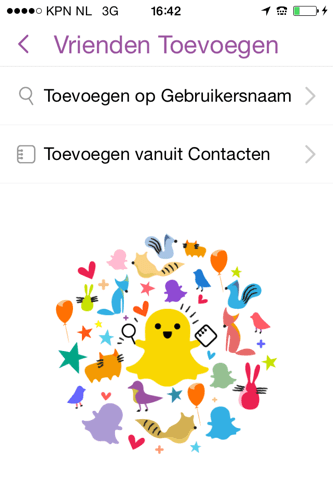 KPN NL 3G 16:42
Vrienden Toevoegen
Toevoegen op Gebruikersnaam
Toevoegen vanuit Contacten